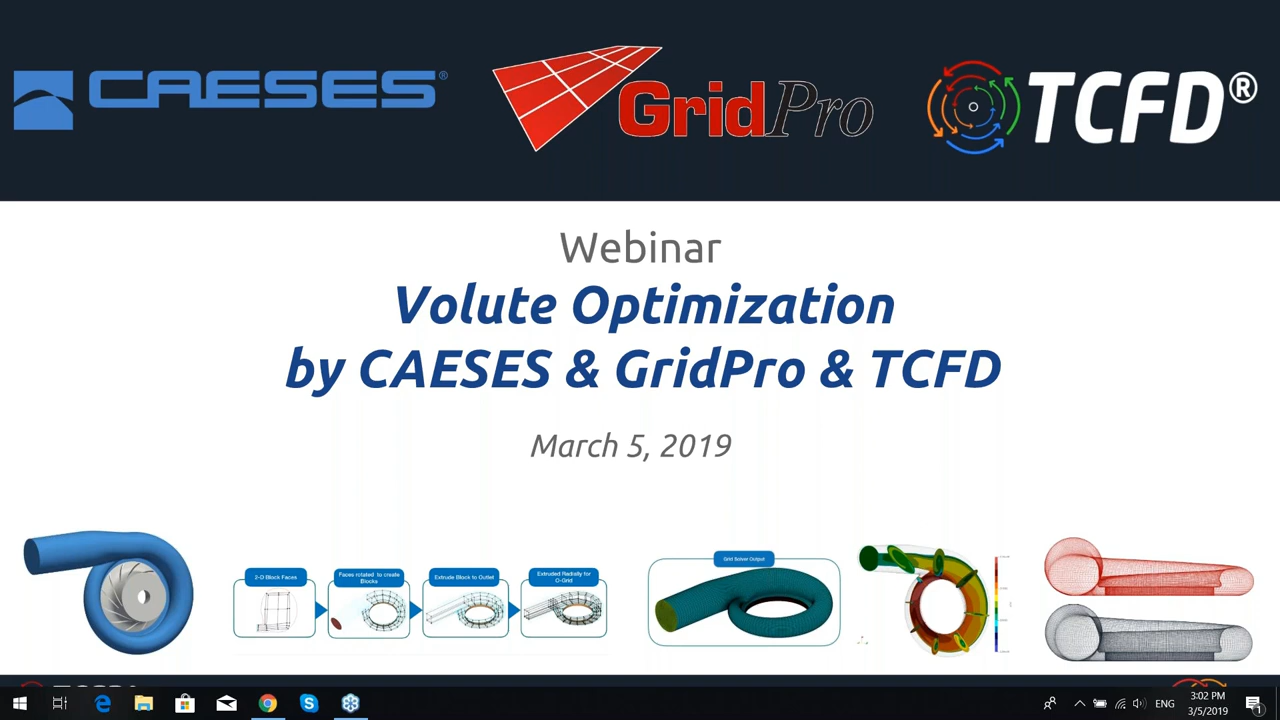 CAESES®
GridPro
TCFD®
Webinar
Volute Optimization
by CAESES & GridPro & TCFD
March 5, 2019
2-D Block Faces
Faces rotated to create
Blocks
Extrude Block to Outlet
Extruded Radially for
O-Grid
Grid Solver Output
ENG
3:02 PM
3/5/2019
1